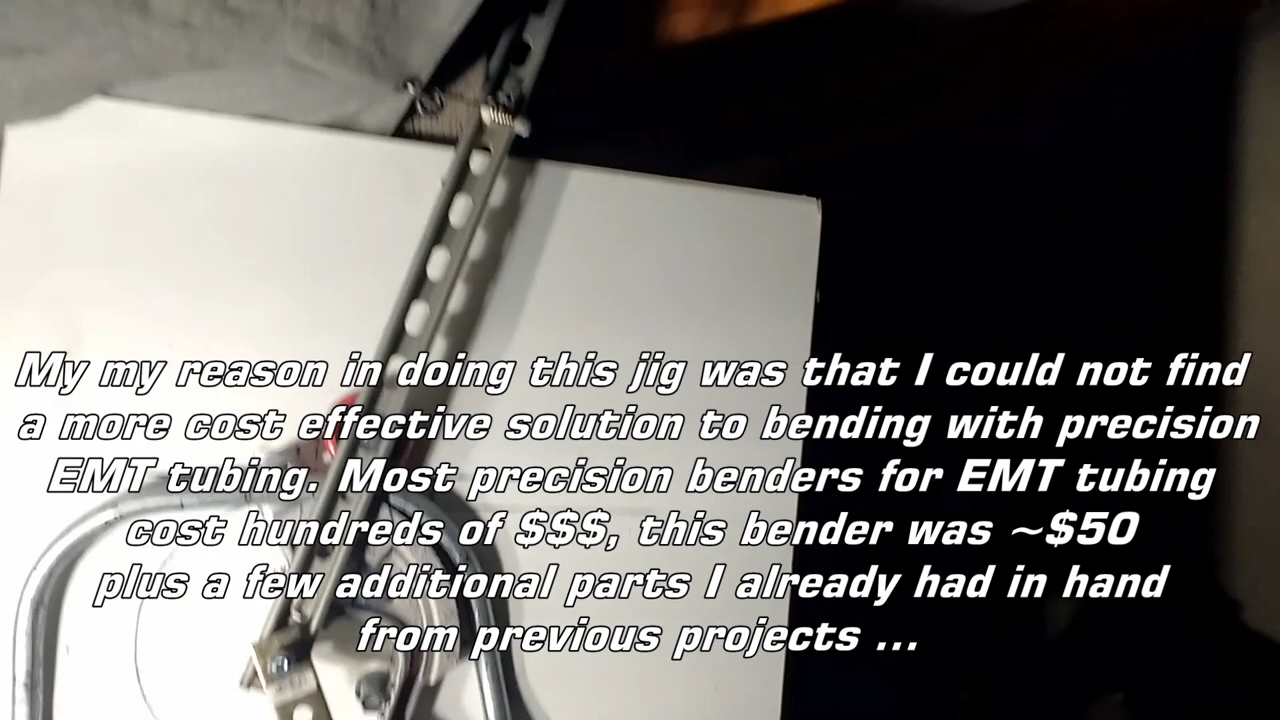 My my reason in doing this jig was that I could not find
a more cost effective solution to bending with precision
EMT tubing. Most precision benders for EMT tubing
cost hundreds of $$$, this bender was ~$50
plus a few additional parts I already had in hand
from previous projects ...